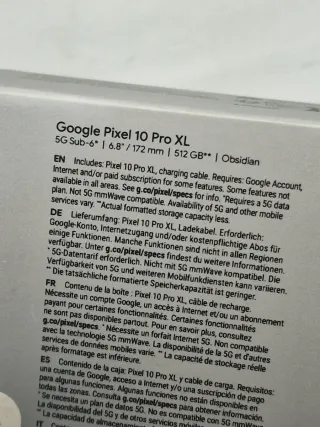 Google Pixel 10 Pro XL
5G Sub-6* | 6.8" / 172 mm | 512 GB** | Obsidian
EN Includes: Pixel 10 Pro XL, charging cable. Requires: Google Account,
Internet and/or paid subscription for some features. Some features not
available in all areas. See g.co/pixel/specs for info. *Requires a 5G data
plan. Not 5G mmWave compatible. Availability of 5G and other mobile
services vary. **Actual formatted storage capacity less.
DE Lieferumfang: Pixel 10 Pro XL, Ladekabel. Erforderlich:
Google-Konto, Internetzugang und/oder kostenpflichtige Abos für
einige Funktionen. Manche Funktionen sind nicht in allen Regionen
verfügbar. Unter g.co/pixel/specs findest du weitere Informationen.
*5G-Datentarif erforderlich. Nicht mit 5G mmWave kompatibel. Die
Verfügbarkeit von 5G und weiteren Mobilfunkdiensten kann variieren.
**Die tatsächliche formatierte Speicherkapazität ist geringer.
FR Contenu de la boîte : Pixel 10 Pro XL, câble de recharge.
Nécessite un compte Google, un accès à Internet et/ou un abonnement
payant pour certaines fonctionnalités. Certaines fonctionnalités
ne sont pas disponibles partout. Pour en savoir plus, consultez
g.co/pixel/specs. * Nécessite un forfait Internet 5G. Non compatible
avec la technologie 5G mmWave. La disponibilité de la 5G et d'autres
services de données mobiles varie. ** La capacité de stockage réelle
après formatage est inférieure.
ES Contenido de la caja: Pixel 10 Pro XL y cable de carga. Requisitos:
una cuenta de Google, acceso a Internet y/o una suscripción de pago
para algunas funciones. Algunas funciones no están disponibles en
todas las zonas. Consulta g.co/pixel/specs para obtener información.
*Se necesita un plan de datos 5G. No es compatible con 5G mmWave.
La disponibilidad del 5G y de otros servicios móviles
**La capacidad de almacenamiento
IT